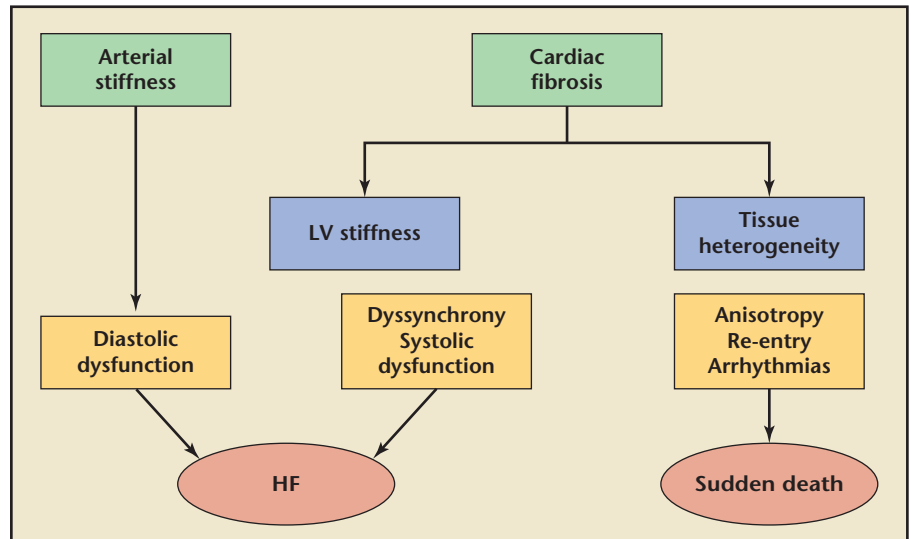 Arterial
stiffness
Cardiac
fibrosis
LV stiffness
Tissue
heterogeneity
Diastolic
dysfunction
Dyssynchrony
Systolic
dysfunction
Anisotropy
Re-entry
Arrhythmias
HF
Sudden death